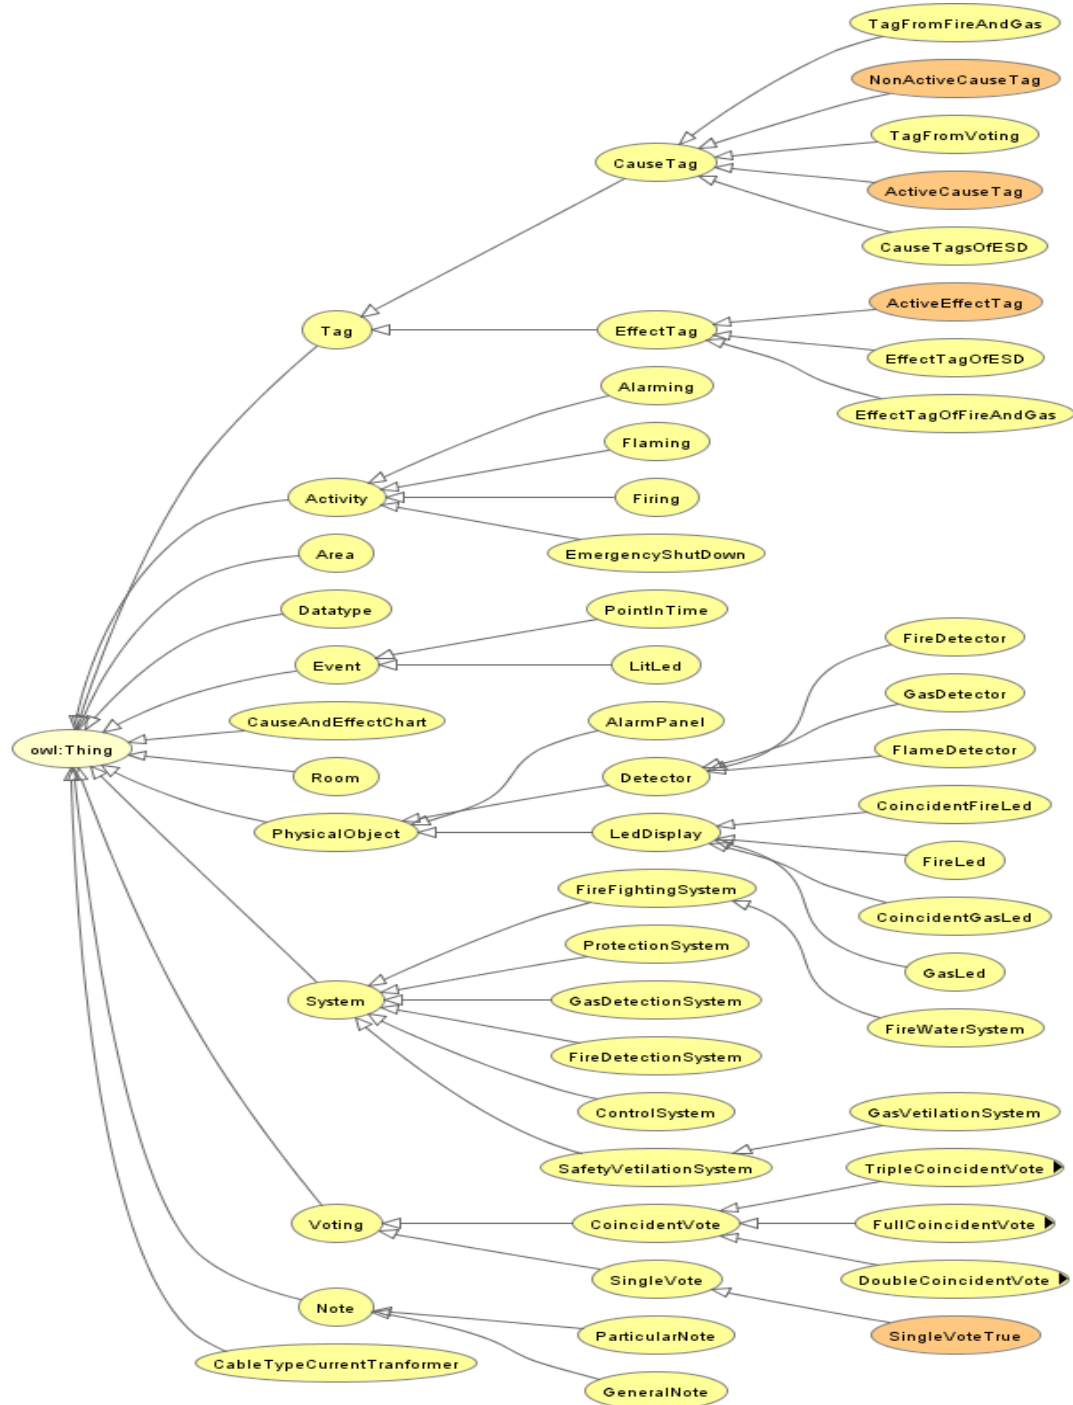 TagFromFireAndGas
NonActiveCauseTag
TagFromVoting
CauseTag
ActiveCauseTag
CauseTagsOfESD
ActiveEffectTag
Tag
EffectTag
EffectTagOfESD
Alarming
EffectTagOfFireAndGas
Flaming
Activity
Firing
Area
EmergencyShutDown
Datatype
PointInTime
FireDetector
Event
LitLed
GasDetector
CauseAndEffectChart
AlarmPanel
owl:Thing
FlameDetector
Room
Detector
CoincidentFireLed
PhysicalObject
LedDisplay
FireLed
FireFightingSystem
CoincidentGasLed
ProtectionSystem
GasLed
System
GasDetectionSystem
FireWaterSystem
FireDetectionSystem
ControlSystem
GasVetilationSystem
SafetyVetilationSystem
TripleCoincidentVote
Voting
CoincidentVote
FullCoincidentVote
SingleVote
DoubleCoincidentVote
Note
ParticularNote
SingleVoteTrue
CableTypeCurrentTranformer
GeneralNote